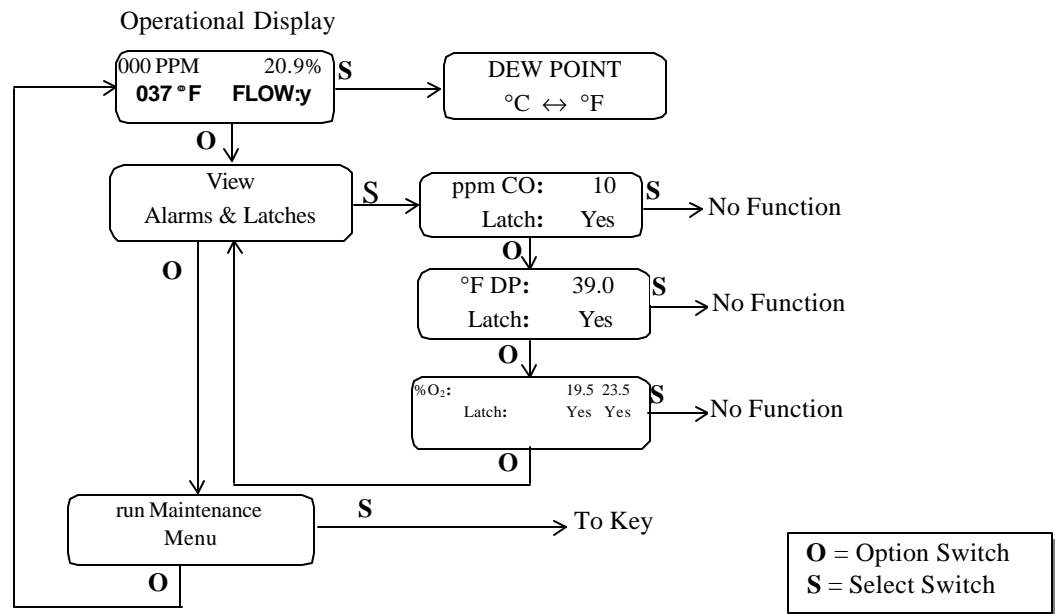 Operational Display
000 PPM 20.9%
037 °F FLOW:y
S
DEW POINT
°C ↔ °F
O
View
Alarms & Latches
S
ppm CO: 10
Latch: Yes
S
No Function
O
O
°F DP: 39.0
Latch: Yes
S
No Function
O
%O₂: 19.5 23.5
Latch: Yes Yes
S
No Function
O
run Maintenance
Menu
S
To Key
O
O = Option Switch
S = Select Switch